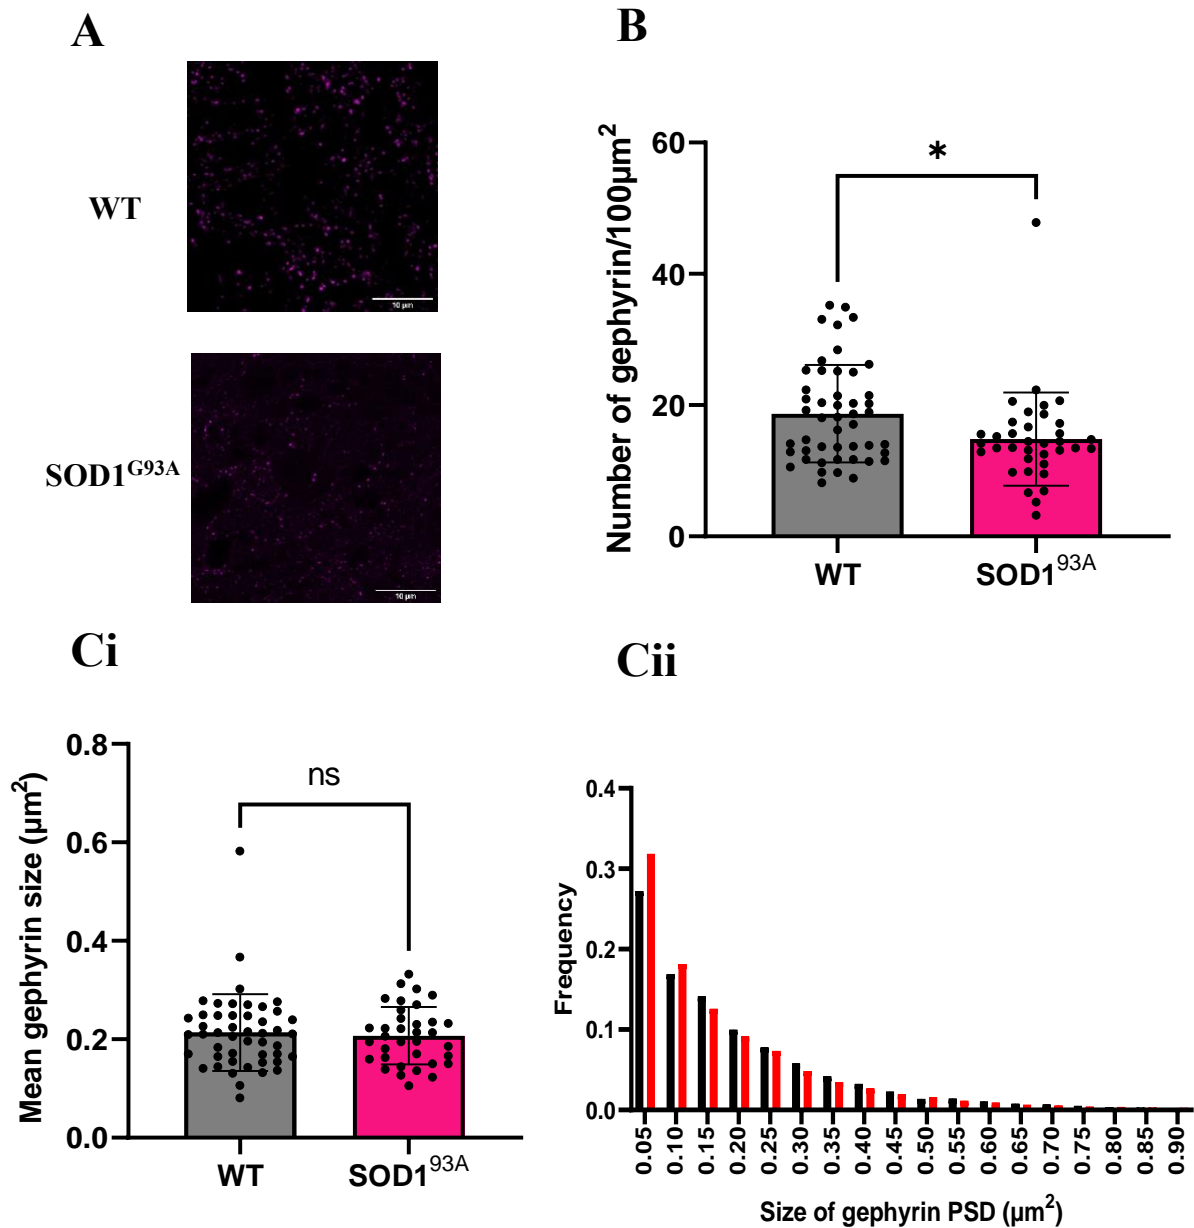 A
WT
10 µm
SOD1G93A
10 µm
B
Number of gephyrin/100µm²
60
40
20
0
*
WT
SOD1⁹³ᴬ
Ci
Mean gephyrin size (µm²)
0.8
0.6
0.4
0.2
0.0
ns
WT
SOD1⁹³ᴬ
Cii
Frequency
0.4
0.3
0.2
0.1
0.0
0.05
0.10
0.15
0.20
0.25
0.30
0.35
0.40
0.45
0.50
0.55
0.60
0.65
0.70
0.75
0.80
0.85
0.90
Size of gephyrin PSD (µm²)